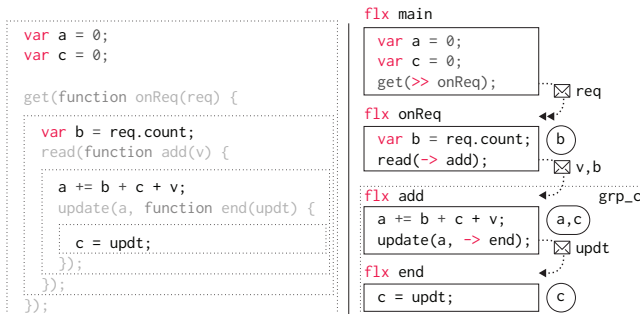 var a = 0;
var c = 0;
get(function onReq(req) {
var b = req.count;
read(function add(v) {
a += b + c + v;
update(a, function end(updt) {
c = updt;
});
});
});
flx main
var a = 0;
var c = 0;
get(>> onReq);
req
flx onReq
var b = req.count;
read(-> add);
b
v,b
flx add
grp_c
a += b + c + v;
update(a, -> end);
a,c
updt
flx end
c = updt;
c